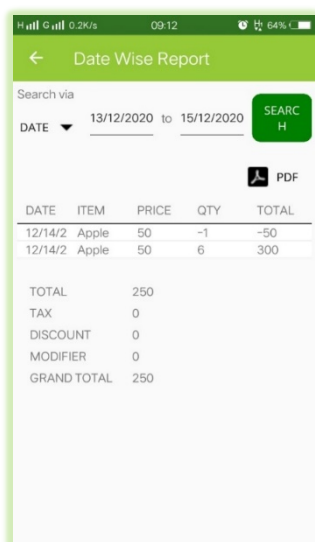 H G 0.2K/s 09:12 64%
Date Wise Report
Search via
DATE 13/12/2020 to 15/12/2020 SEARC
H
PDF
DATE ITEM PRICE QTY TOTAL
12/14/2 Apple 50 -1 -50
12/14/2 Apple 50 6 300
TOTAL 250
TAX 0
DISCOUNT 0
MODIFIER 0
GRAND TOTAL 250